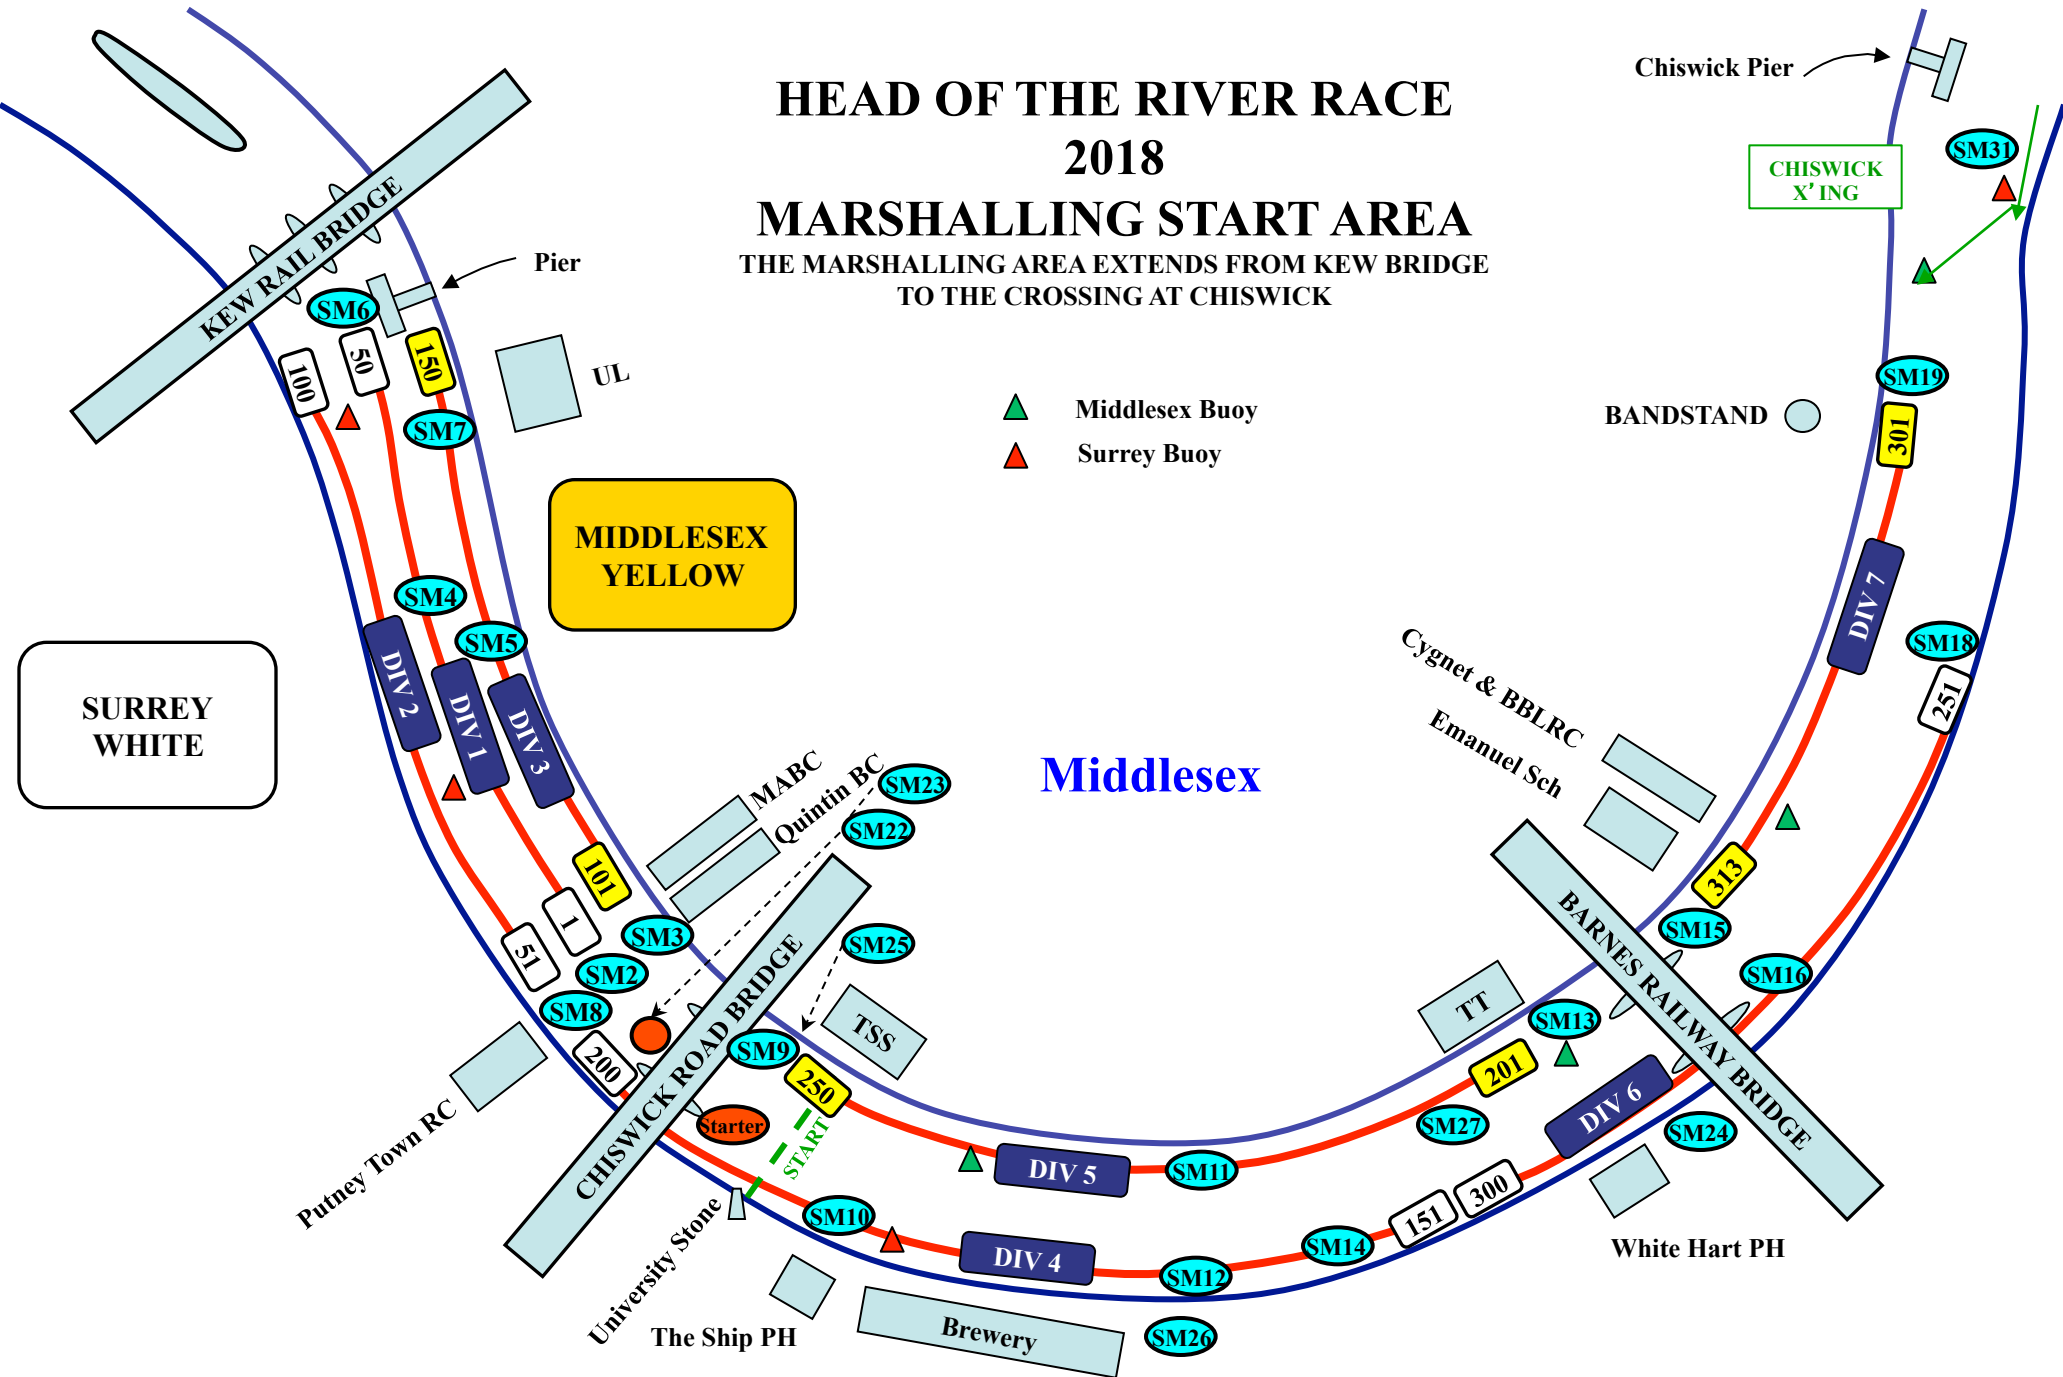 HEAD OF THE RIVER RACE
2018
MARSHALLING START AREA
THE MARSHALLING AREA EXTENDS FROM KEW BRIDGE
TO THE CROSSING AT CHISWICK
Chiswick Pier
SM31
CHISWICK
X'ING
KEW RAIL BRIDGE
Pier
SM6
100
50
150
SM7
UL
Middlesex Buoy
Surrey Buoy
BANDSTAND
SM19
301
MIDDLESEX
YELLOW
SURREY
WHITE
SM4
SM5
DIV 2
DIV 1
DIV 3
DIV 7
SM18
251
Cygnet & BBLRC
Emanuel Sch
Middlesex
MABC
Quintin BC
SM23
SM22
SM25
101
1
51
SM3
SM2
SM8
200
313
SM15
SM16
BARNES RAILWAY BRIDGE
CHISWICK ROAD BRIDGE
SM9
TSS
250
Starter
START
TT
SM13
201
SM27
DIV 6
SM24
Putney Town RC
University Stone
SM10
DIV 5
SM11
DIV 4
SM12
SM14
151
300
White Hart PH
The Ship PH
Brewery
SM26